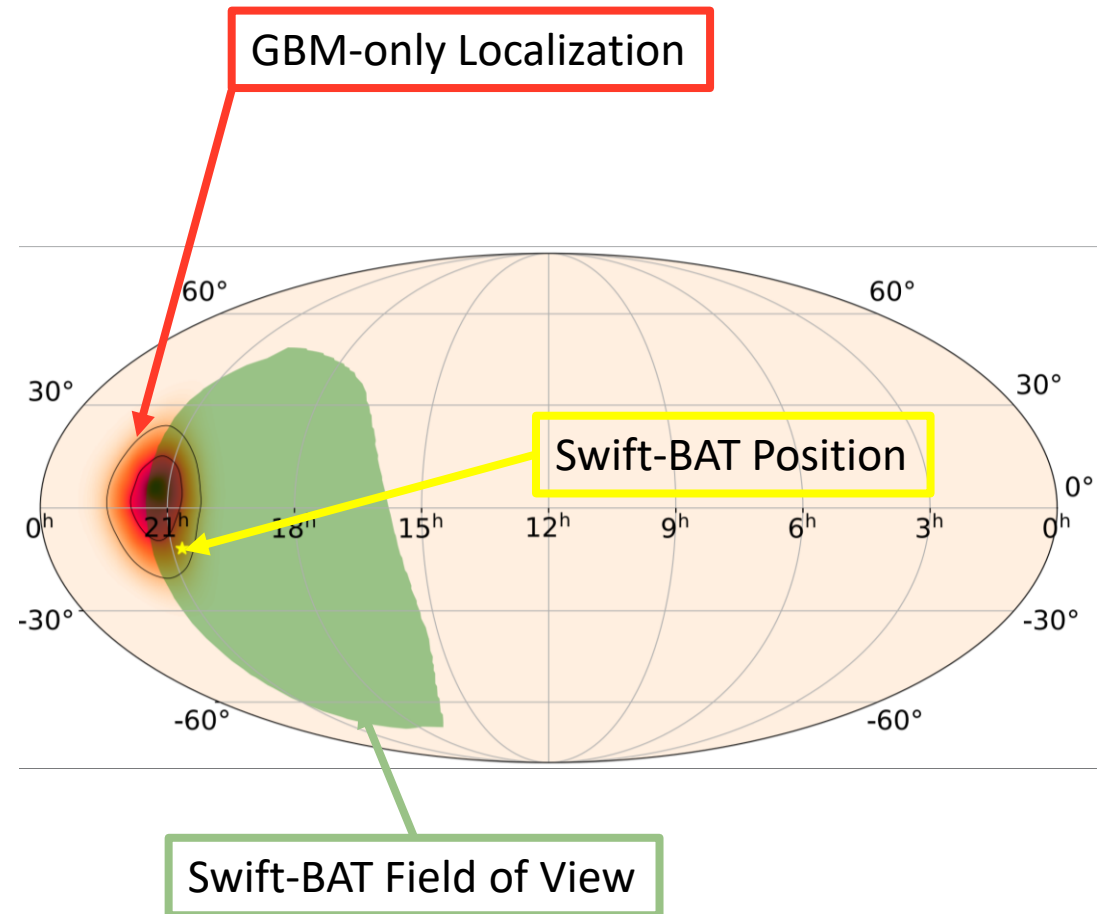 GBM-only Localization
60°
60°
30°
30°
Swift-BAT Position
0°
0h
21h
18h
15h
12h
9h
6h
3h
0h
-30°
-30°
-60°
-60°
Swift-BAT Field of View